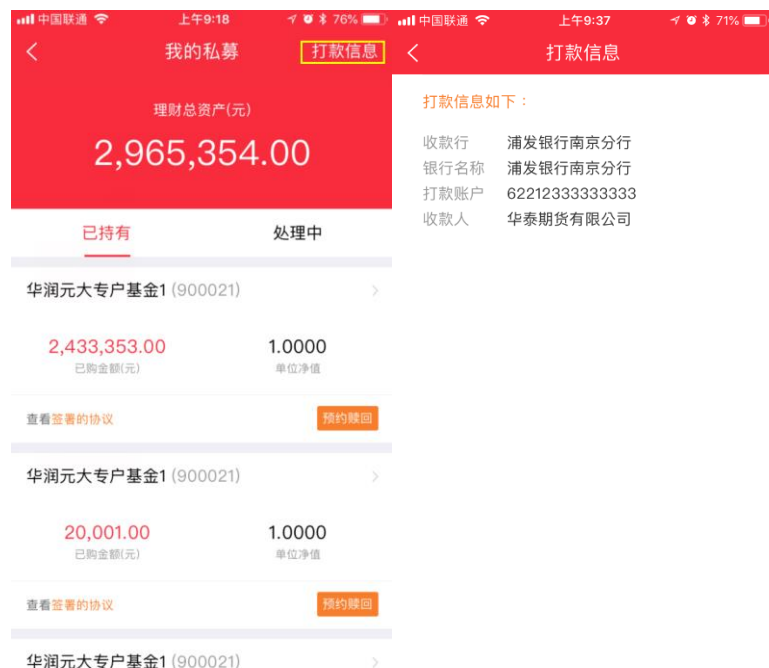 中国联通 上午9:18 76%
我的私募 打款信息
理财总资产(元)
2,965,354.00
已持有 处理中
华润元大专户基金1 (900021)
2,433,353.00 1.0000
已购金额(元) 单位净值
查看签署的协议 预约赎回
华润元大专户基金1 (900021)
20,001.00 1.0000
已购金额(元) 单位净值
查看签署的协议 预约赎回
华润元大专户基金1 (900021)
中国联通 上午9:37 71%
打款信息
打款信息如下：
收款行 浦发银行南京分行
银行名称 浦发银行南京分行
打款账户 62212333333333
收款人 华泰期货有限公司